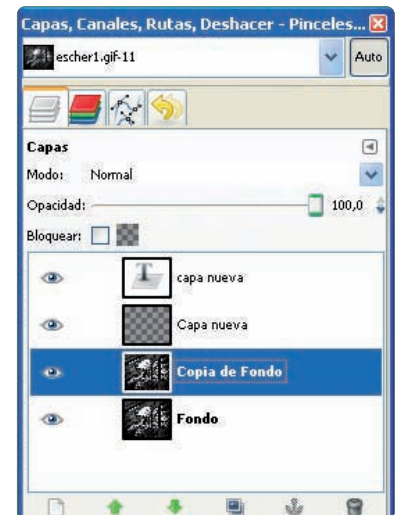 Capas, Canales, Rutas, Deshacer - Pinceles...
escher1.gif-11
Auto
Capas
Modo: Normal
Opacidad: 100,0
Bloquear:
T capa nueva
Capa nueva
Copia de Fondo
Fondo